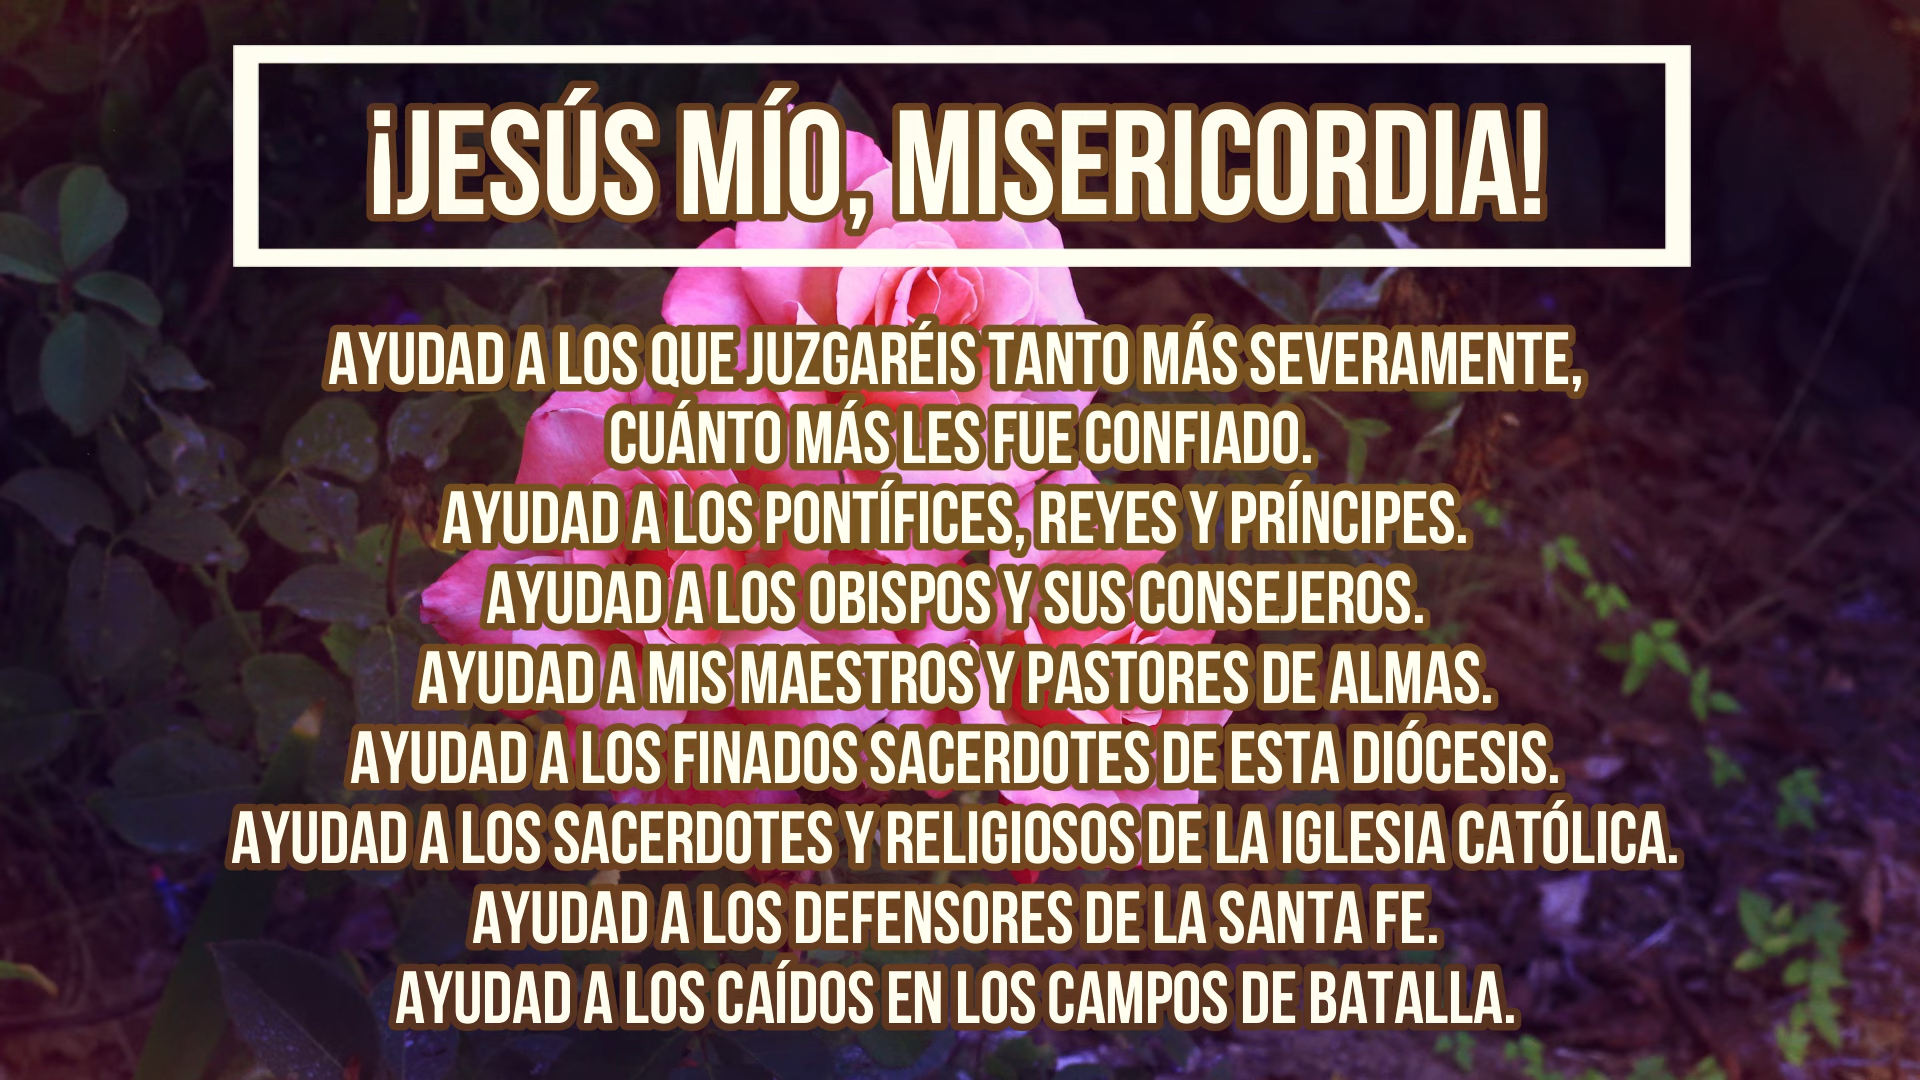 ¡JESÚS MÍO, MISERICORDIA!
AYUDAD A LOS QUE JUZGARÉIS TANTO MÁS SEVERAMENTE,
CUÁNTO MÁS LES FUE CONFIADO.
AYUDAD A LOS PONTÍFICES, REYES Y PRÍNCIPES.
AYUDAD A LOS OBISPOS Y SUS CONSEJEROS.
AYUDAD A MIS MAESTROS Y PASTORES DE ALMAS.
AYUDAD A LOS FINADOS SACERDOTES DE ESTA DIÓCESIS.
AYUDAD A LOS SACERDOTES Y RELIGIOSOS DE LA IGLESIA CATÓLICA.
AYUDAD A LOS DEFENSORES DE LA SANTA FE.
AYUDAD A LOS CAÍDOS EN LOS CAMPOS DE BATALLA.